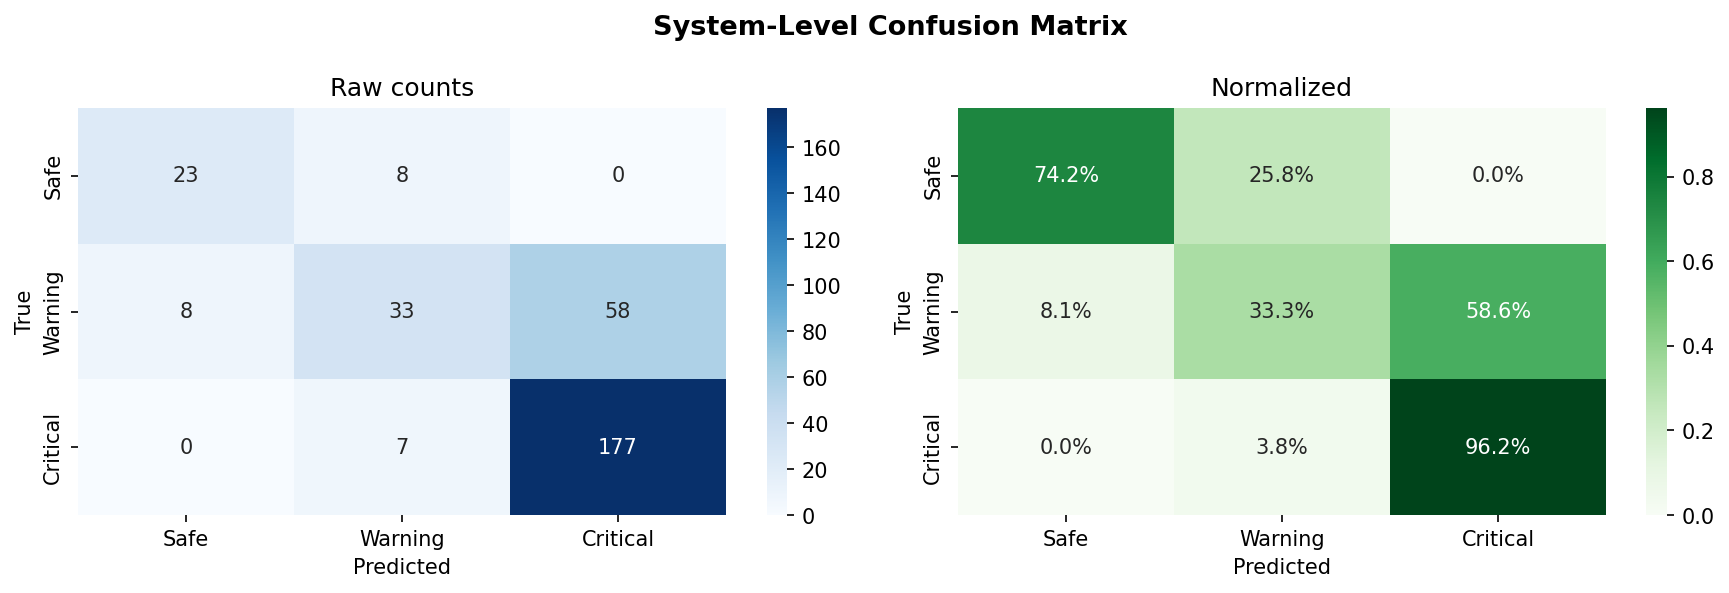 System-Level Confusion Matrix
Raw counts
True
Safe
Warning
Critical
23 8 0
8 33 58
0 7 177
Safe Warning Critical
Predicted
160
140
120
100
80
60
40
20
0
Normalized
True
Safe
Warning
Critical
74.2% 25.8% 0.0%
8.1% 33.3% 58.6%
0.0% 3.8% 96.2%
Safe Warning Critical
Predicted
0.8
0.6
0.4
0.2
0.0